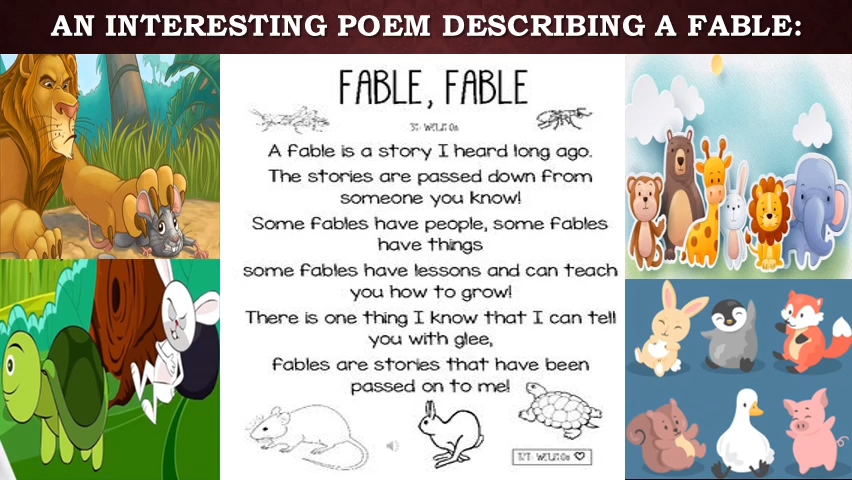 AN INTERESTING POEM DESCRIBING A FABLE:
FABLE, FABLE
A fable is a story I heard long ago.
The stories are passed down from
someone you know!
Some fables have people, some fables
have things
some fables have lessons and can teach
you how to grow!
There is one thing I know that I can tell
you with glee,
fables are stories that have been
passed on to me!